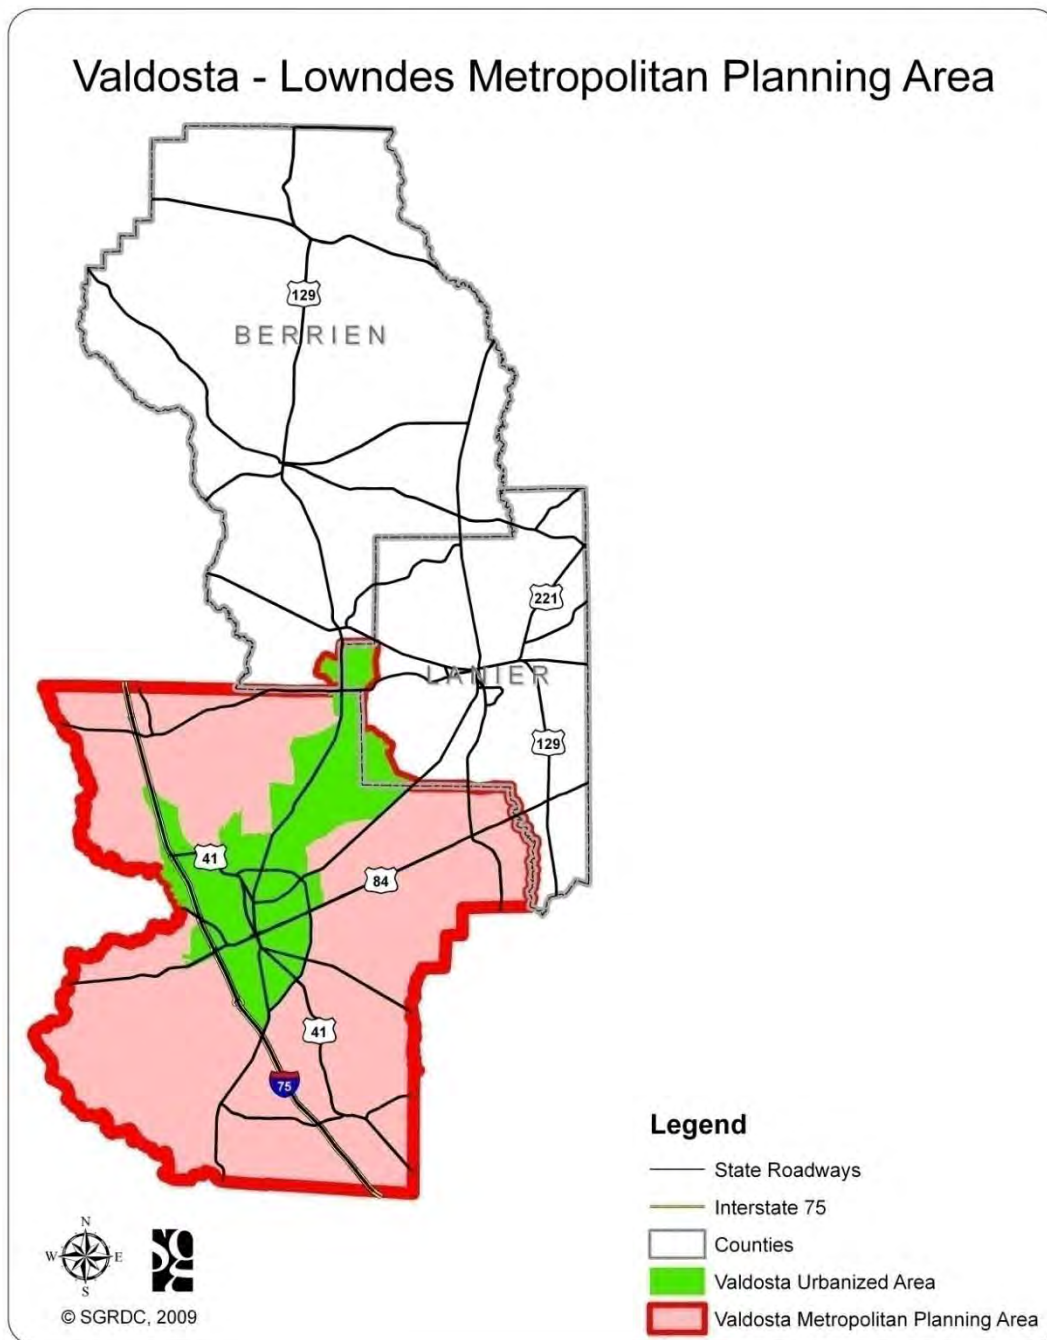 Valdosta - Lowndes Metropolitan Planning Area
129
BERRIEN
221
LANIER
129
41
84
41
75
Legend
State Roadways
Interstate 75
Counties
Valdosta Urbanized Area
Valdosta Metropolitan Planning Area
N
W E
S
© SGRDC, 2009